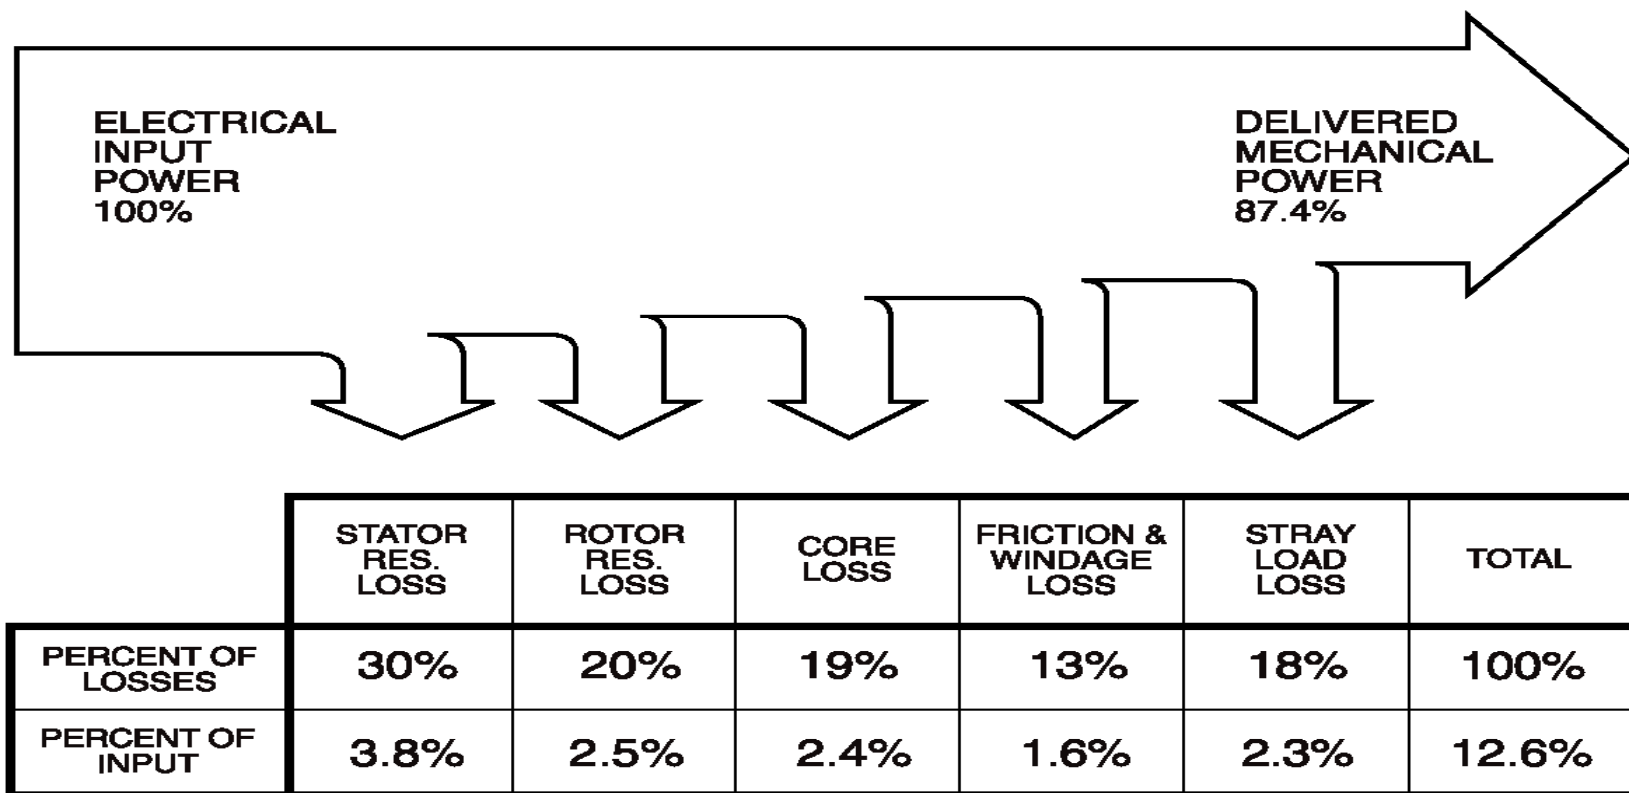 ELECTRICAL
INPUT
POWER
100%
DELIVERED
MECHANICAL
POWER
87.4%
STATOR
RES.
LOSS
ROTOR
RES.
LOSS
CORE
LOSS
FRICTION &
WINDAGE
LOSS
STRAY
LOAD
LOSS
TOTAL
PERCENT OF
LOSSES
30%
20%
19%
13%
18%
100%
PERCENT OF
INPUT
3.8%
2.5%
2.4%
1.6%
2.3%
12.6%